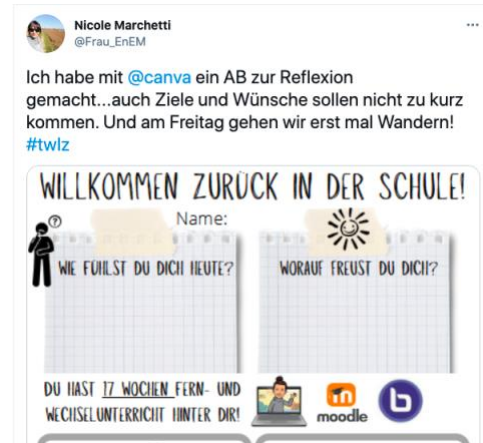 Nicole Marchetti
@Frau_EnEM
Ich habe mit @canva ein AB zur Reflexion
gemacht...auch Ziele und Wünsche sollen nicht zu kurz
kommen. Und am Freitag gehen wir erst mal Wandern!
#twlz
WILLKOMMEN ZURÜCK IN DER SCHULE!
Name:
WIE FÜHLST DU DICH HEUTE?
WORAUF FREUST DU DICH?
DU HAST 17 WOCHEN FERN- UND
WECHSELUNTERRICHT HINTER DIR!
moodle